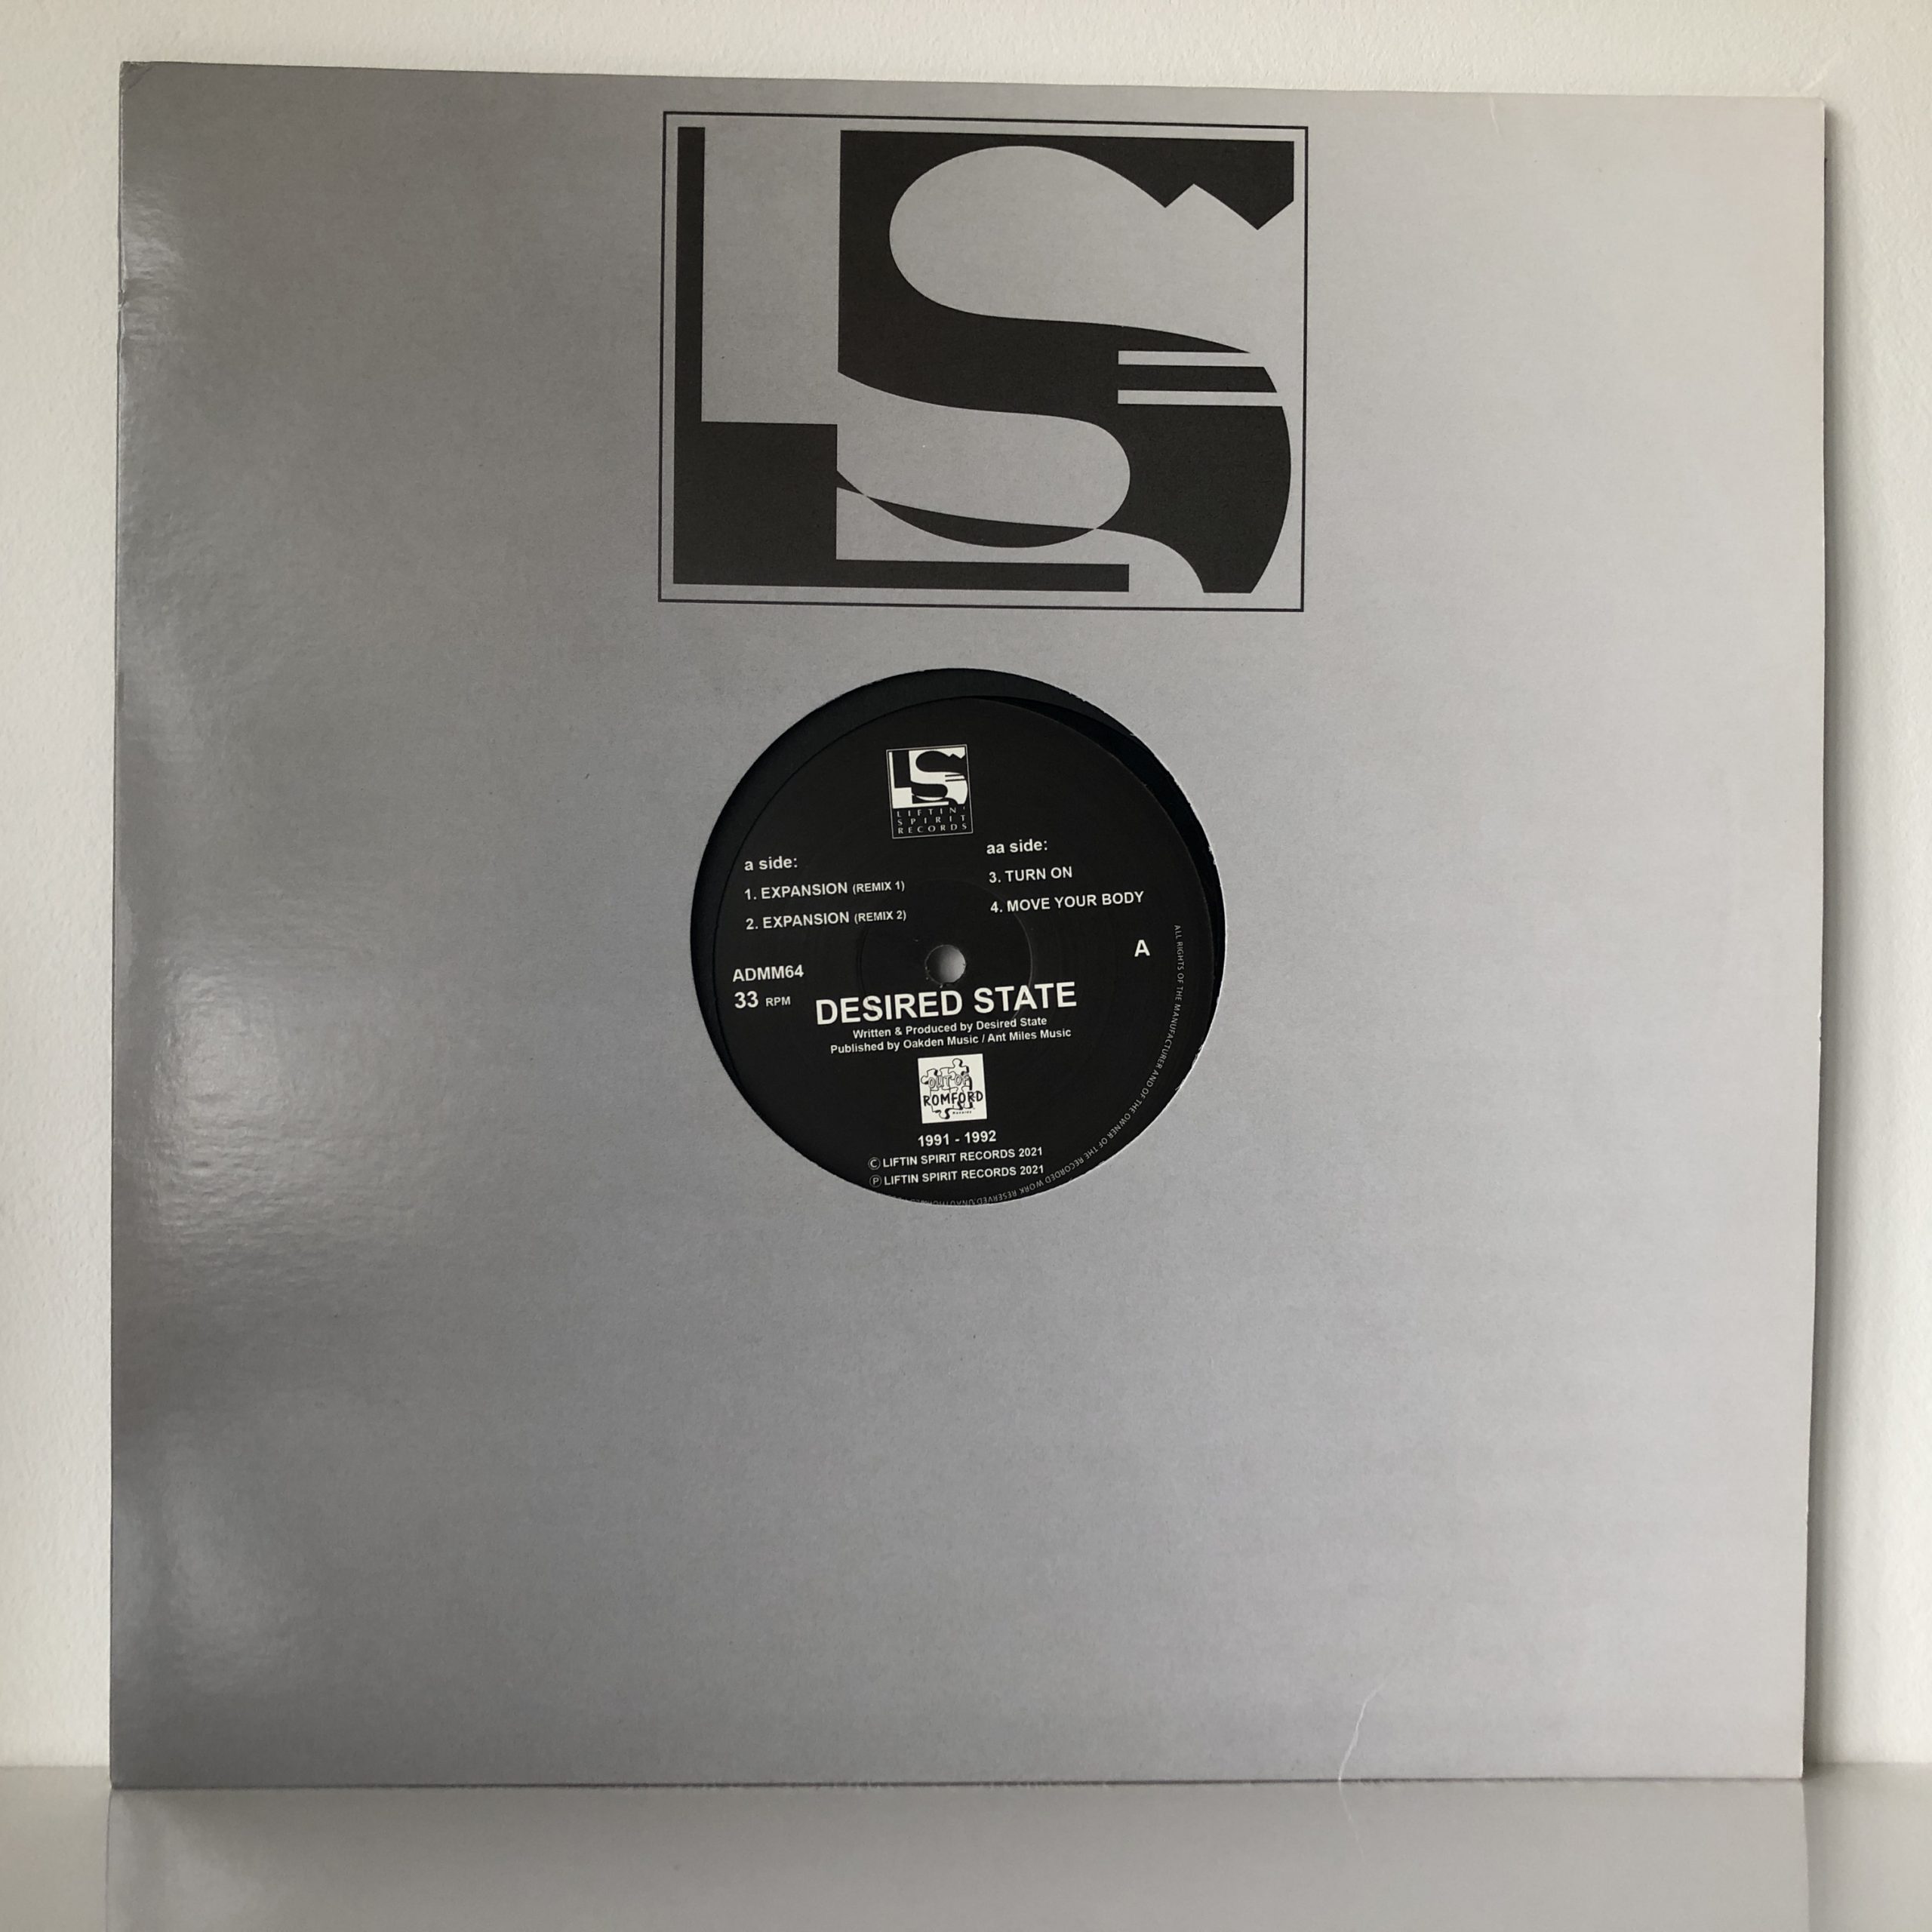 LS
LS
LIFTIN'
SPIRIT
RECORDS
a side:
1. EXPANSION (REMIX 1)
2. EXPANSION (REMIX 2)
aa side:
3. TURN ON
4. MOVE YOUR BODY
A
ADMM64
33 RPM
DESIRED STATE
Written & Produced by Desired State
Published by Oakden Music / Ant Miles Music
OUT OF
ROMFORD
RECORDS
1991 - 1992
© LIFTIN SPIRIT RECORDS 2021
℗ LIFTIN SPIRIT RECORDS 2021
ALL RIGHTS OF THE MANUFACTURER AND OF THE OWNER OF THE RECORDED WORK RESERVED.